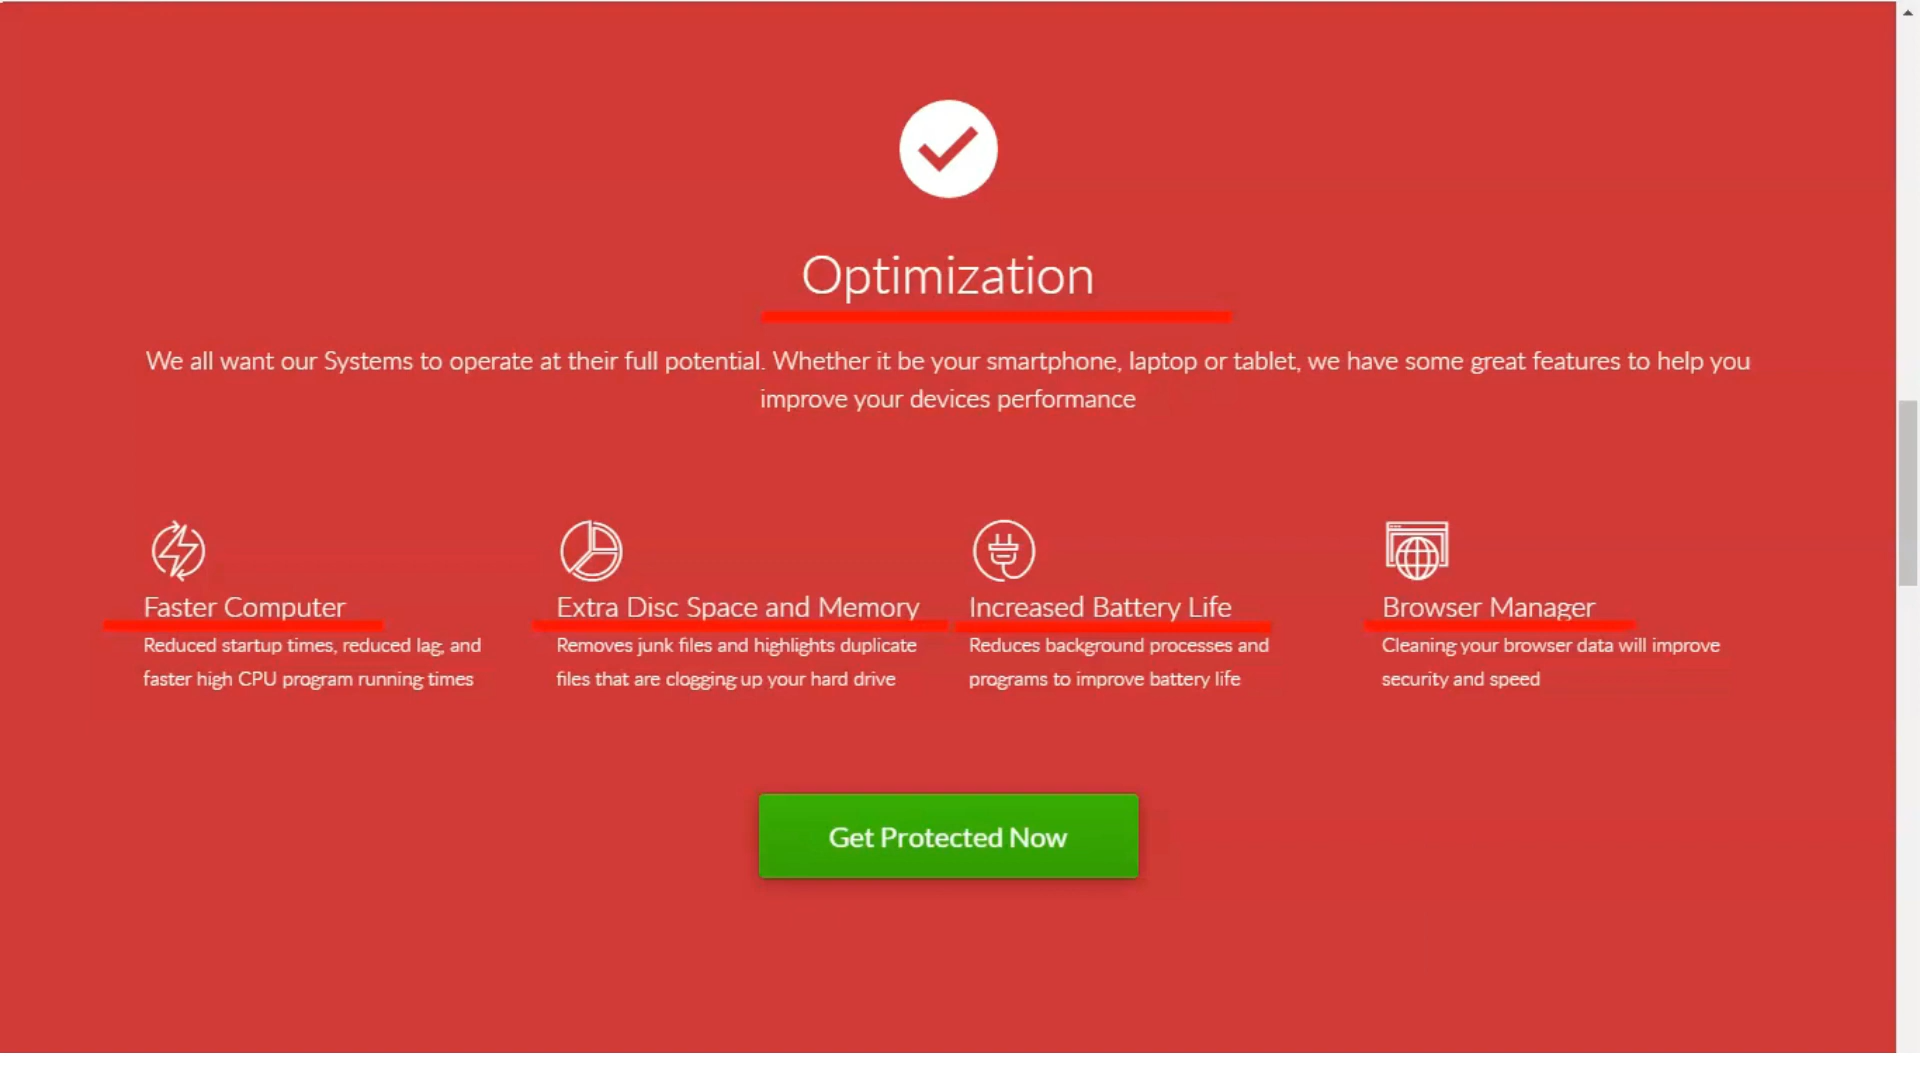 Optimization
We all want our Systems to operate at their full potential. Whether it be your smartphone, laptop or tablet, we have some great features to help you
improve your devices performance
Faster Computer
Reduced startup times, reduced lag, and
faster high CPU program running times
Extra Disc Space and Memory
Removes junk files and highlights duplicate
files that are clogging up your hard drive
Increased Battery Life
Reduces background processes and
programs to improve battery life
Browser Manager
Cleaning your browser data will improve
security and speed
Get Protected Now